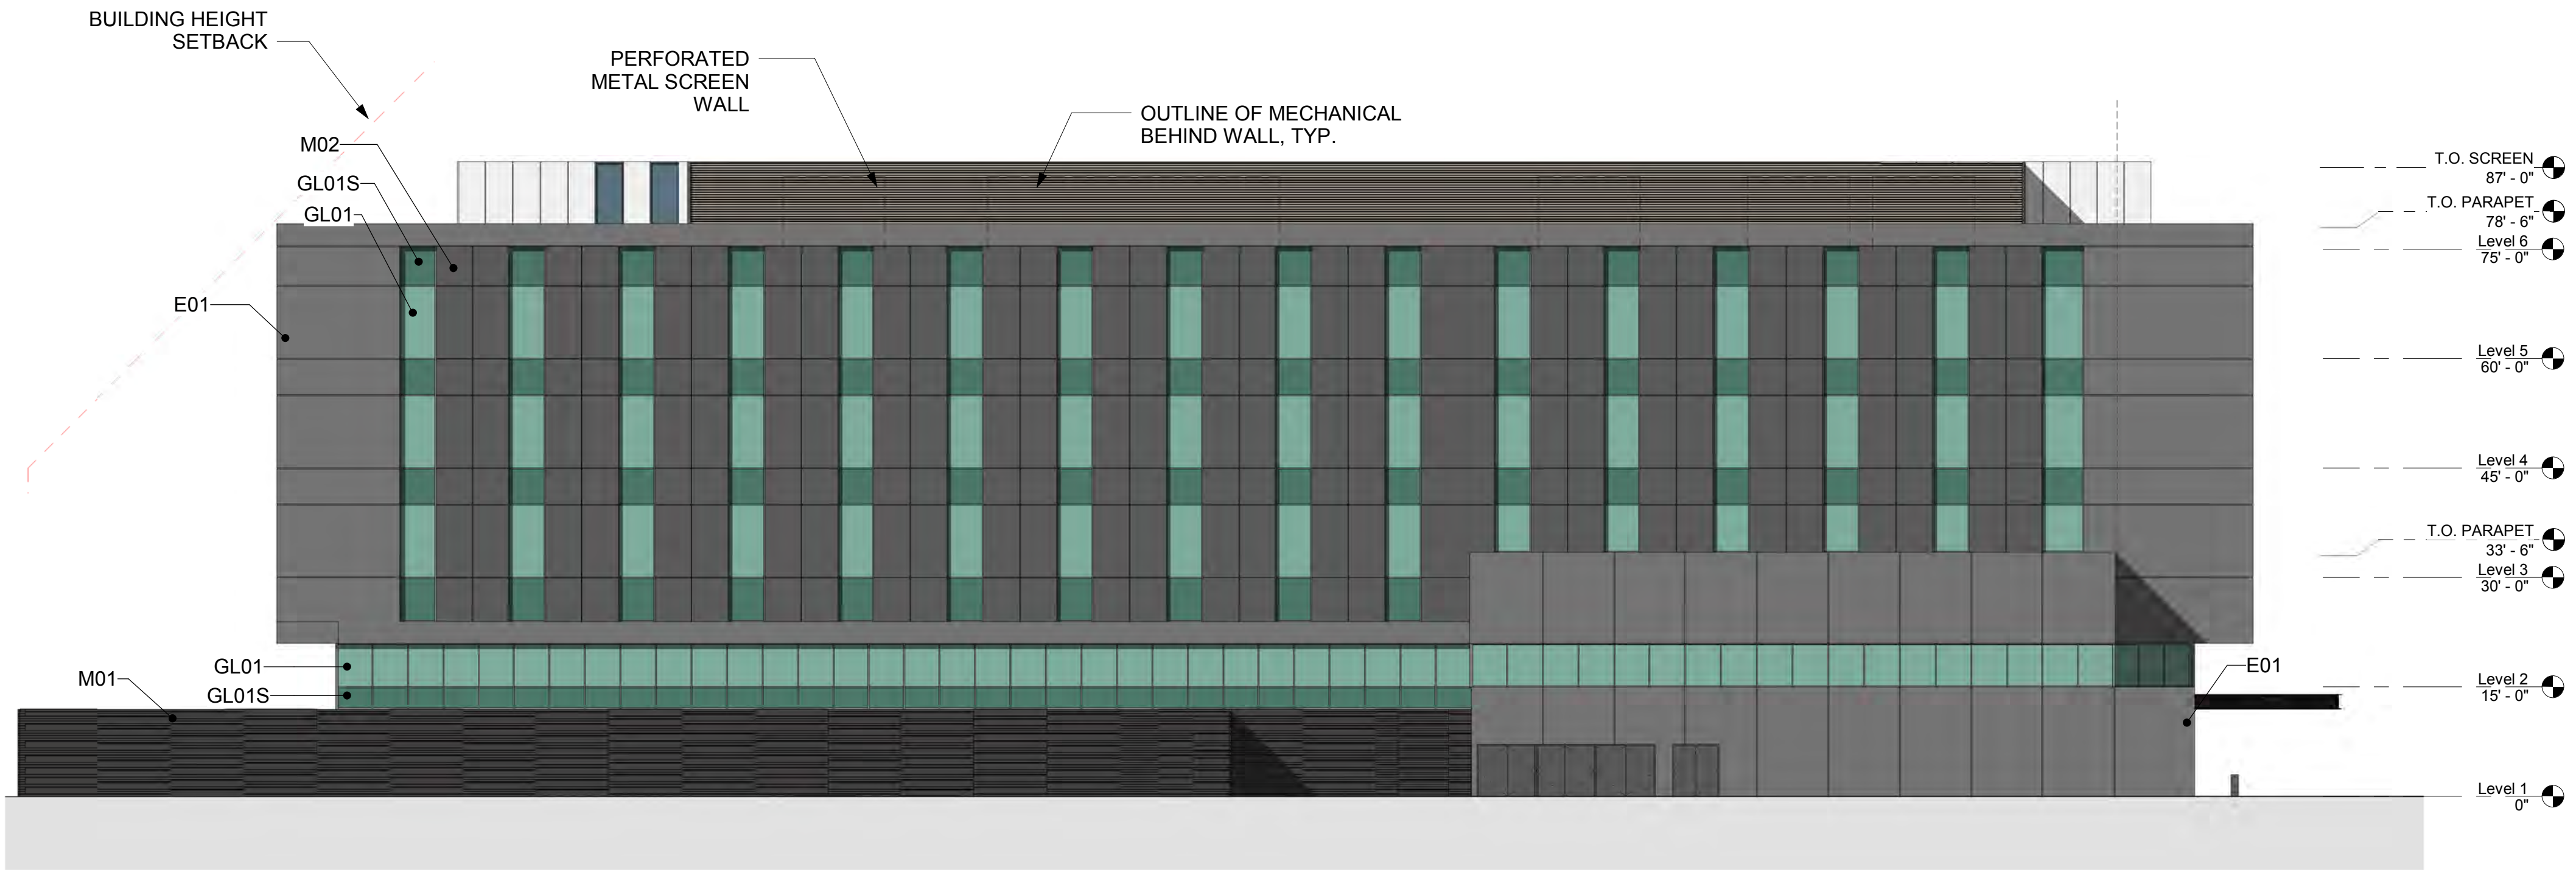 BUILDING HEIGHT
SETBACK
PERFORATED
METAL SCREEN
WALL
OUTLINE OF MECHANICAL
BEHIND WALL, TYP.
M02
GL01S
GL01
E01
GL01
GL01S
M01
E01
T.O. SCREEN
87' - 0"
T.O. PARAPET
78' - 6"
Level 6
75' - 0"
Level 5
60' - 0"
Level 4
45' - 0"
T.O. PARAPET
33' - 6"
Level 3
30' - 0"
Level 2
15' - 0"
Level 1
0"